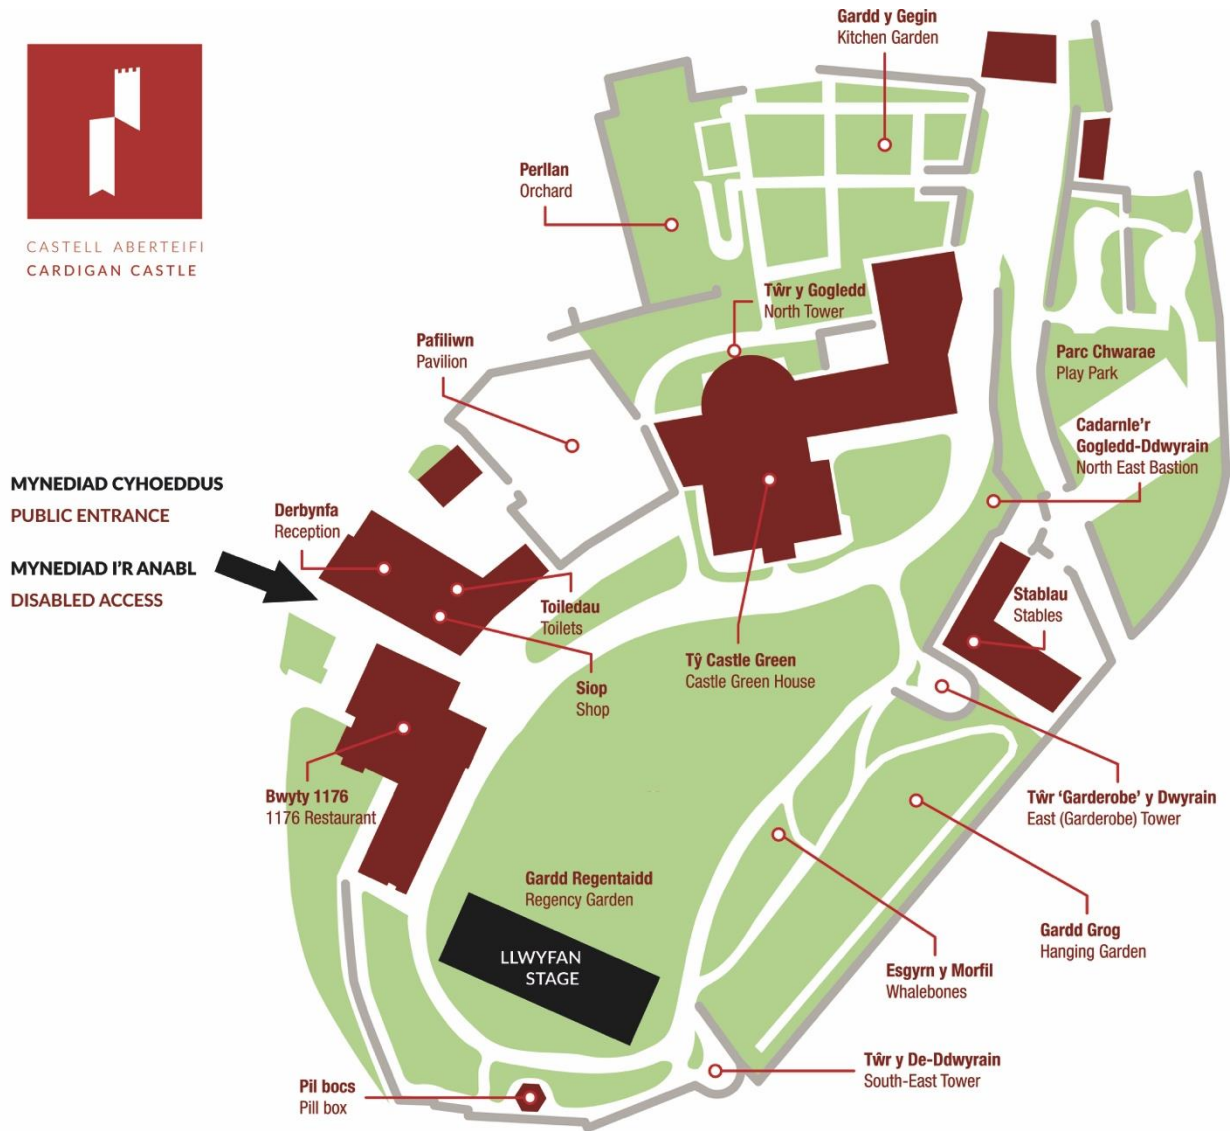 CASTELL ABERTEIFI
CARDIGAN CASTLE
Gardd y Gegin
Kitchen Garden
Perllan
Orchard
Tŵr y Gogledd
North Tower
Pafiliwn
Pavilion
Parc Chwarae
Play Park
Cadarnle’r
Gogledd-Ddwyrain
North East Bastion
MYNEDIAD CYHOEDDUS
PUBLIC ENTRANCE
MYNEDIAD I’R ANABL
DISABLED ACCESS
Derbynfa
Reception
Toiledau
Toilets
Siop
Shop
Tŷ Castle Green
Castle Green House
Stablau
Stables
Bwyty 1176
1176 Restaurant
Tŵr ‘Garderobe’ y Dwyrain
East (Garderobe) Tower
Gardd Regentaidd
Regency Garden
LLWYFAN
STAGE
Gardd Grog
Hanging Garden
Esgyrn y Morfil
Whalebones
Tŵr y De-Ddwyrain
South-East Tower
Pil bocs
Pill box